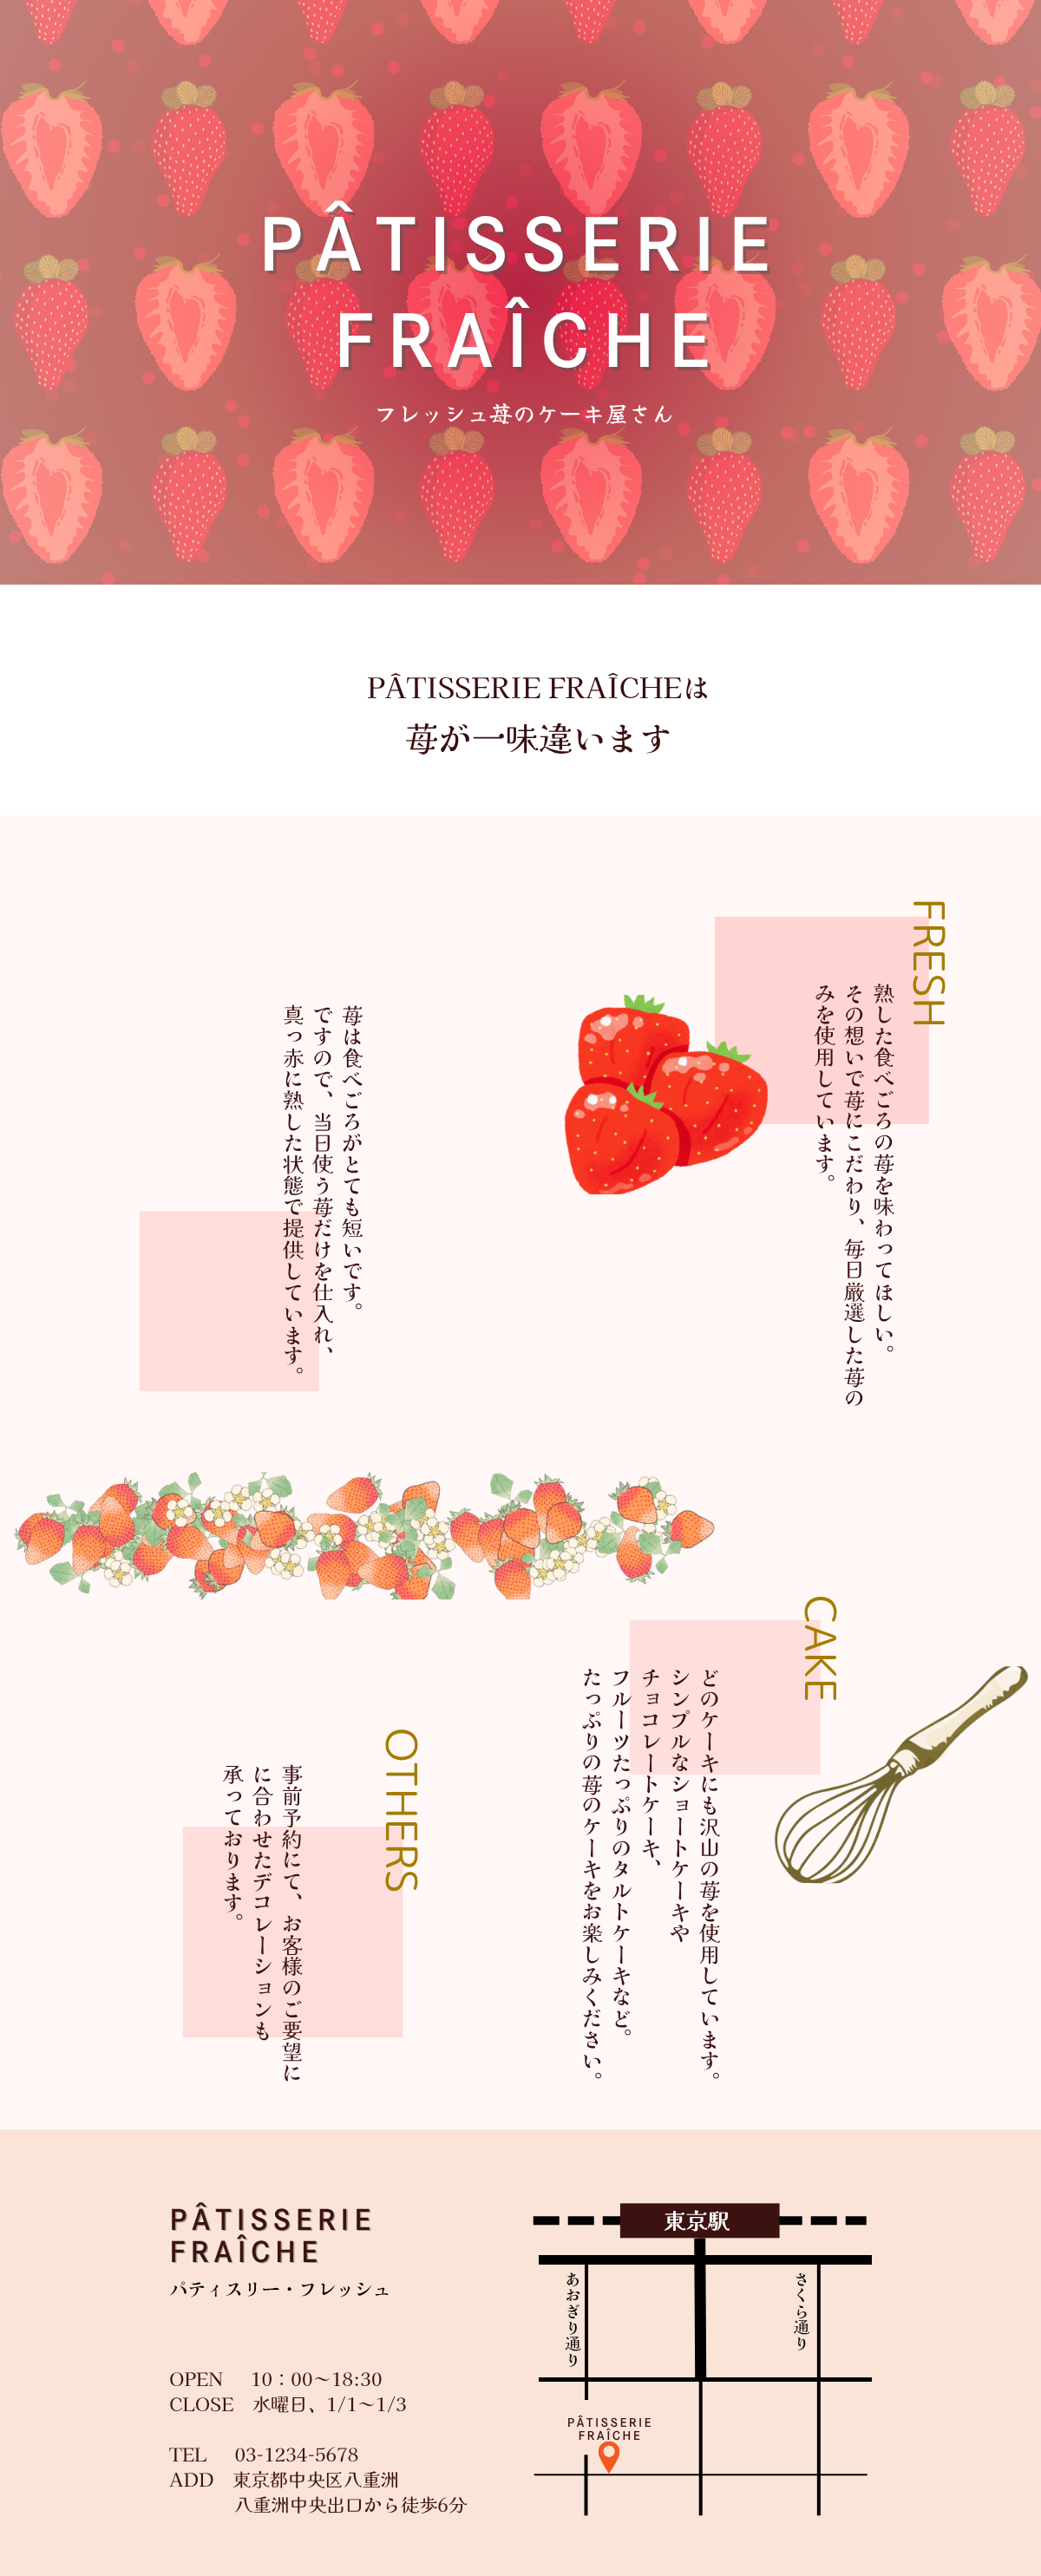 PÂTISSERIE
FRAÎCHE
フレッシュ苺のケーキ屋さん
PÂTISSERIE FRAÎCHEは
苺が一味違います
FRESH
熟した食べごろの苺を味わってほしい。
その想いで苺にこだわり、毎日厳選した苺の
みを使用しています。
苺は食べごろがとても短いです。
ですので、当日使う苺だけを仕入れ、
真っ赤に熟した状態で提供しています。
CAKE
どのケーキにも沢山の苺を使用しています。
シンプルなショートケーキや
チョコレートケーキ、
フルーツたっぷりのタルトケーキなど。
たっぷりの苺のケーキをお楽しみください。
OTHERS
事前予約にて、お客様のご要望に
に合わせたデコレーションも
承っております。
PÂTISSERIE
FRAÎCHE
パティスリー・フレッシュ
OPEN 10：00〜18:30
CLOSE 水曜日、1/1〜1/3
TEL 03-1234-5678
ADD 東京都中央区八重洲
八重洲中央出口から徒歩6分
東京駅
あおぎり通り
さくら通り
PÂTISSERIE
FRAÎCHE